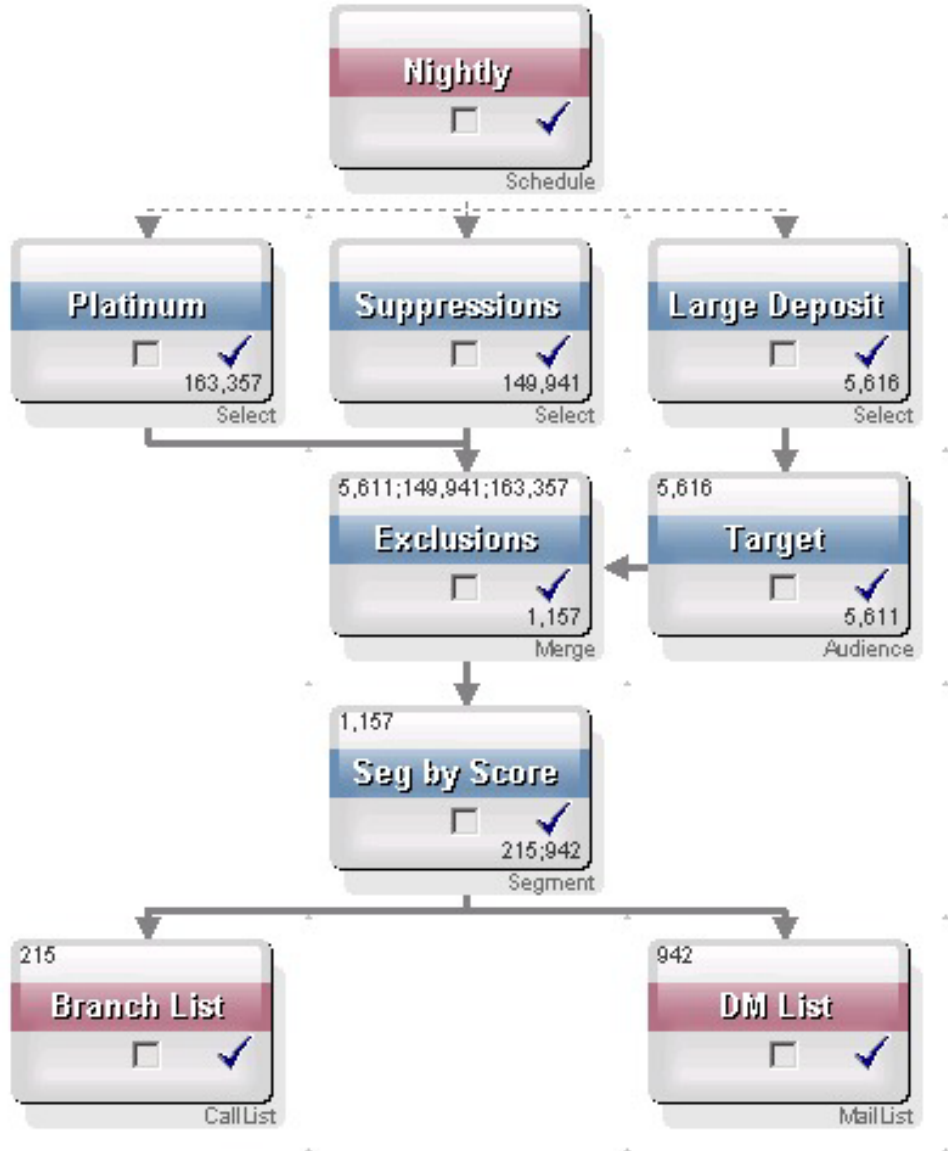 Nightly
Schedule
Platinum
163,357
Select
Suppressions
149,941
Select
Large Deposit
5,616
Select
5,611;149,941;163,357
Exclusions
1,157
Merge
5,616
Target
5,611
Audience
1,157
Seg by Score
215;942
Segment
215
Branch List
CallList
942
DM List
MailList